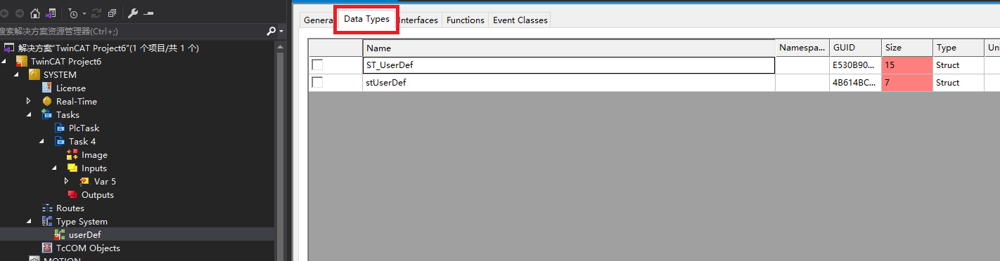 搜索解决方案资源管理器(Ctrl+;)
解决方案"TwinCAT Project6"(1 个项目/共 1 个)
TwinCAT Project6
SYSTEM
License
Real-Time
Tasks
PlcTask
Task 4
Image
Inputs
Var 5
Outputs
Routes
Type System
userDef
TcCOM Objects
MOTION
Genera Data Types Interfaces Functions Event Classes
Name Namespa... GUID Size Type Uni
ST_UserDef E530B90... 15 Struct
stUserDef 4B614BC... 7 Struct